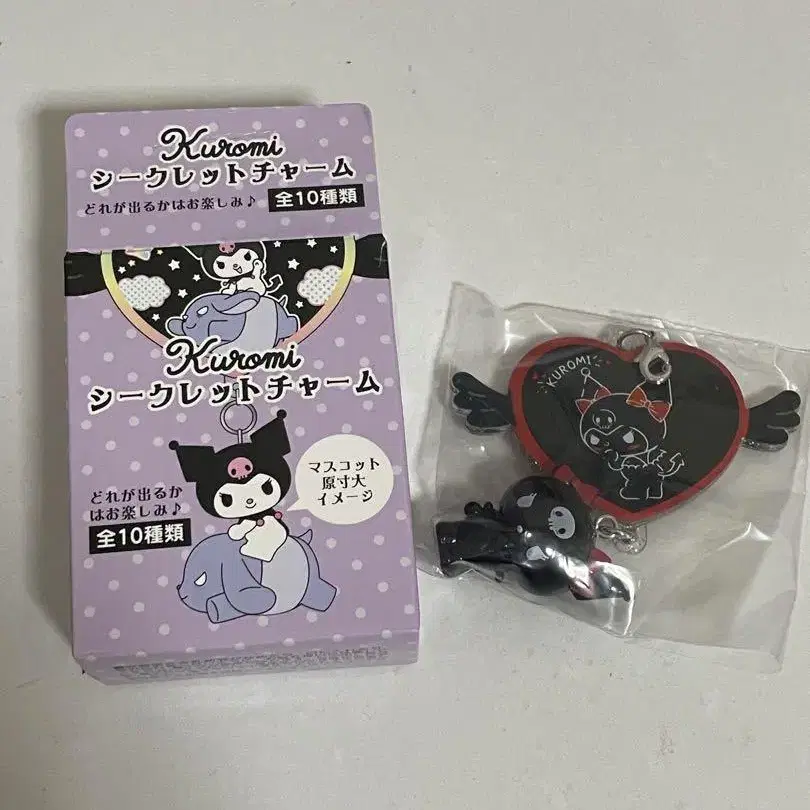 Kuromi
シークレットチャーム
どれが出るかはお楽しみ♪ 全10種類
Kuromi
シークレットチャーム
マスコット
原寸大
イメージ
どれが出るか
はお楽しみ♪
全10種類
KUROMI